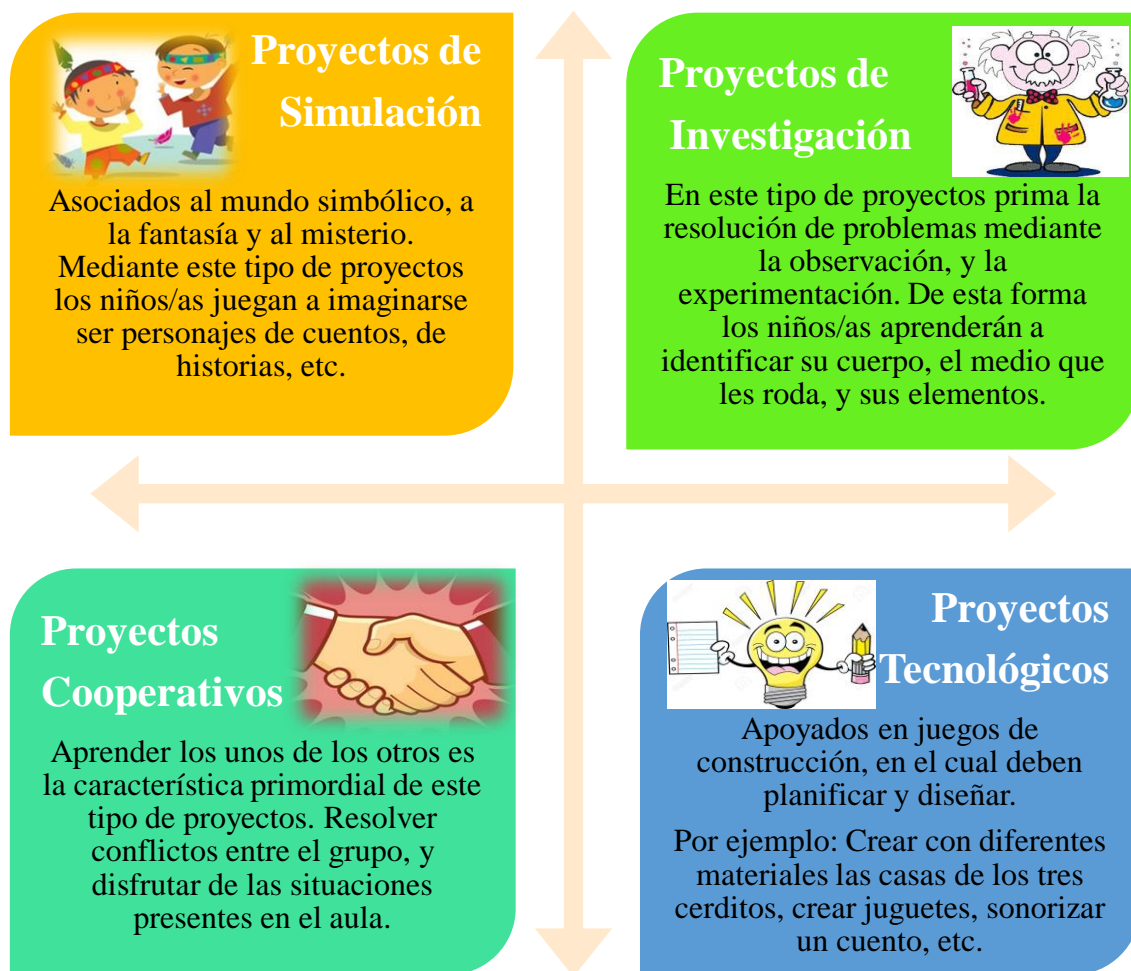 Proyectos de
Simulación
Asociados al mundo simbólico, a
la fantasía y al misterio.
Mediante este tipo de proyectos
los niños/as juegan a imaginarse
ser personajes de cuentos, de
historias, etc.
Proyectos de
Investigación
En este tipo de proyectos prima la
resolución de problemas mediante
la observación, y la
experimentación. De esta forma
los niños/as aprenderán a
identificar su cuerpo, el medio que
les roda, y sus elementos.
Proyectos
Cooperativos
Aprender los unos de los otros es
la característica primordial de este
tipo de proyectos. Resolver
conflictos entre el grupo, y
disfrutar de las situaciones
presentes en el aula.
Proyectos
Tecnológicos
Apoyados en juegos de
construcción, en el cual deben
planificar y diseñar.
Por ejemplo: Crear con diferentes
materiales las casas de los tres
cerditos, crear juguetes, sonorizar
un cuento, etc.